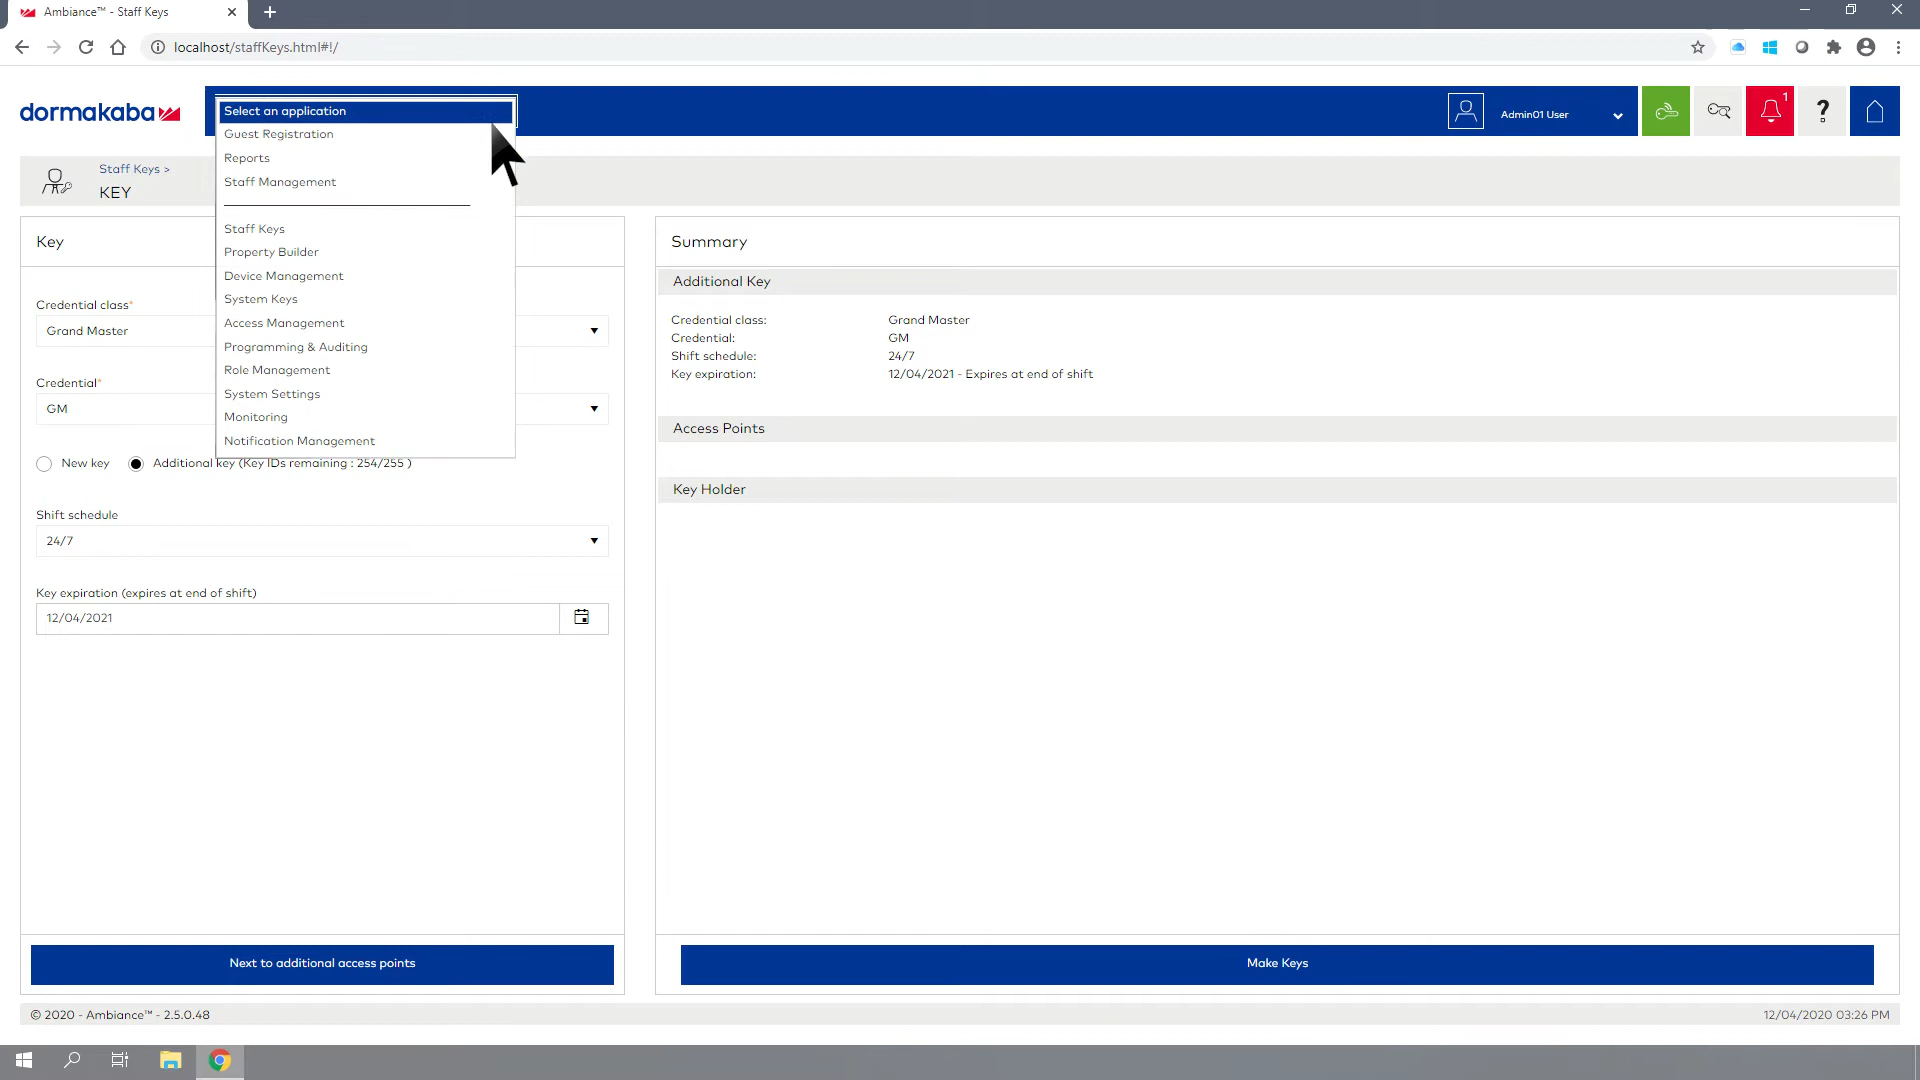 Ambiance™ - Staff Keys
localhost/staffKeys.html#!/
dormakaba
Select an application
Guest Registration
Reports
Staff Management
Staff Keys
Property Builder
Device Management
System Keys
Access Management
Programming & Auditing
Role Management
System Settings
Monitoring
Notification Management
Admin01 User
1
?
Staff Keys >
KEY
Key
Credential class*
Grand Master
Credential*
GM
New key
Additional key (Key IDs remaining : 254/255 )
Shift schedule
24/7
Key expiration (expires at end of shift)
12/04/2021
Next to additional access points
Summary
Additional Key
Credential class: Grand Master
Credential: GM
Shift schedule: 24/7
Key expiration: 12/04/2021 - Expires at end of shift
Access Points
Key Holder
Make Keys
© 2020 - Ambiance™ - 2.5.0.48
12/04/2020 03:26 PM